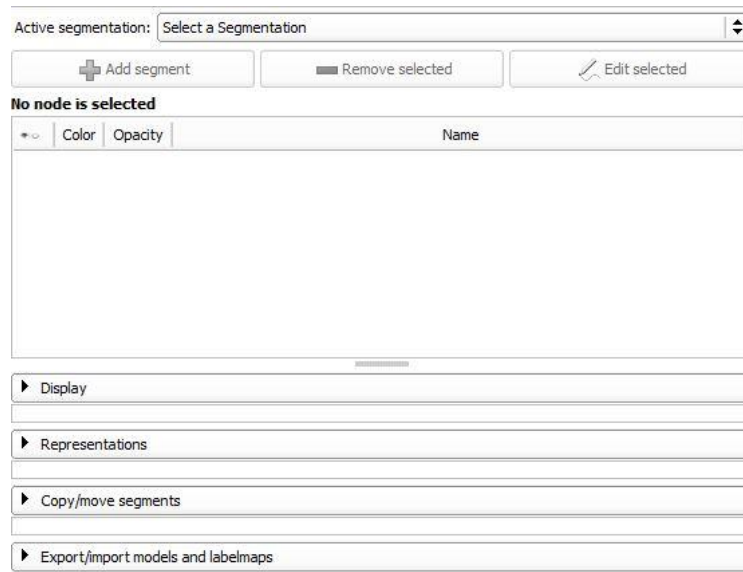 Active segmentation: Select a Segmentation
Add segment Remove selected Edit selected
No node is selected
Color Opacity Name
Display
Representations
Copy/move segments
Export/import models and labelmaps